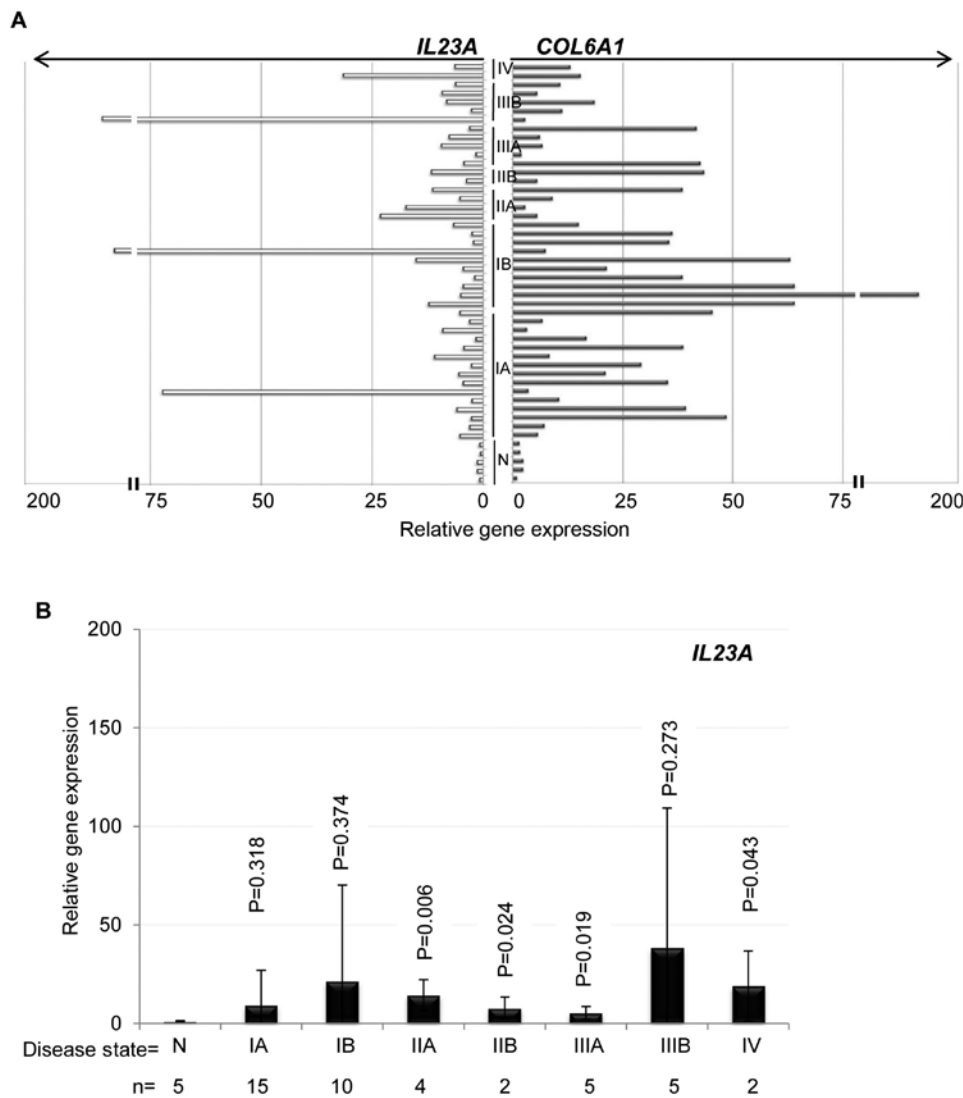 A
IL23A COL6A1
IV
IIIB
IIIA
IIB
IIA
IB
IA
N
200 75 50 25 0 0 25 50 75 200
Relative gene expression
B
200
IL23A
150
100
50
0
Relative gene expression
P=0.318
P=0.374
P=0.006
P=0.024
P=0.019
P=0.273
P=0.043
Disease state= N IA IB IIA IIB IIIA IIIB IV
n= 5 15 10 4 2 5 5 2